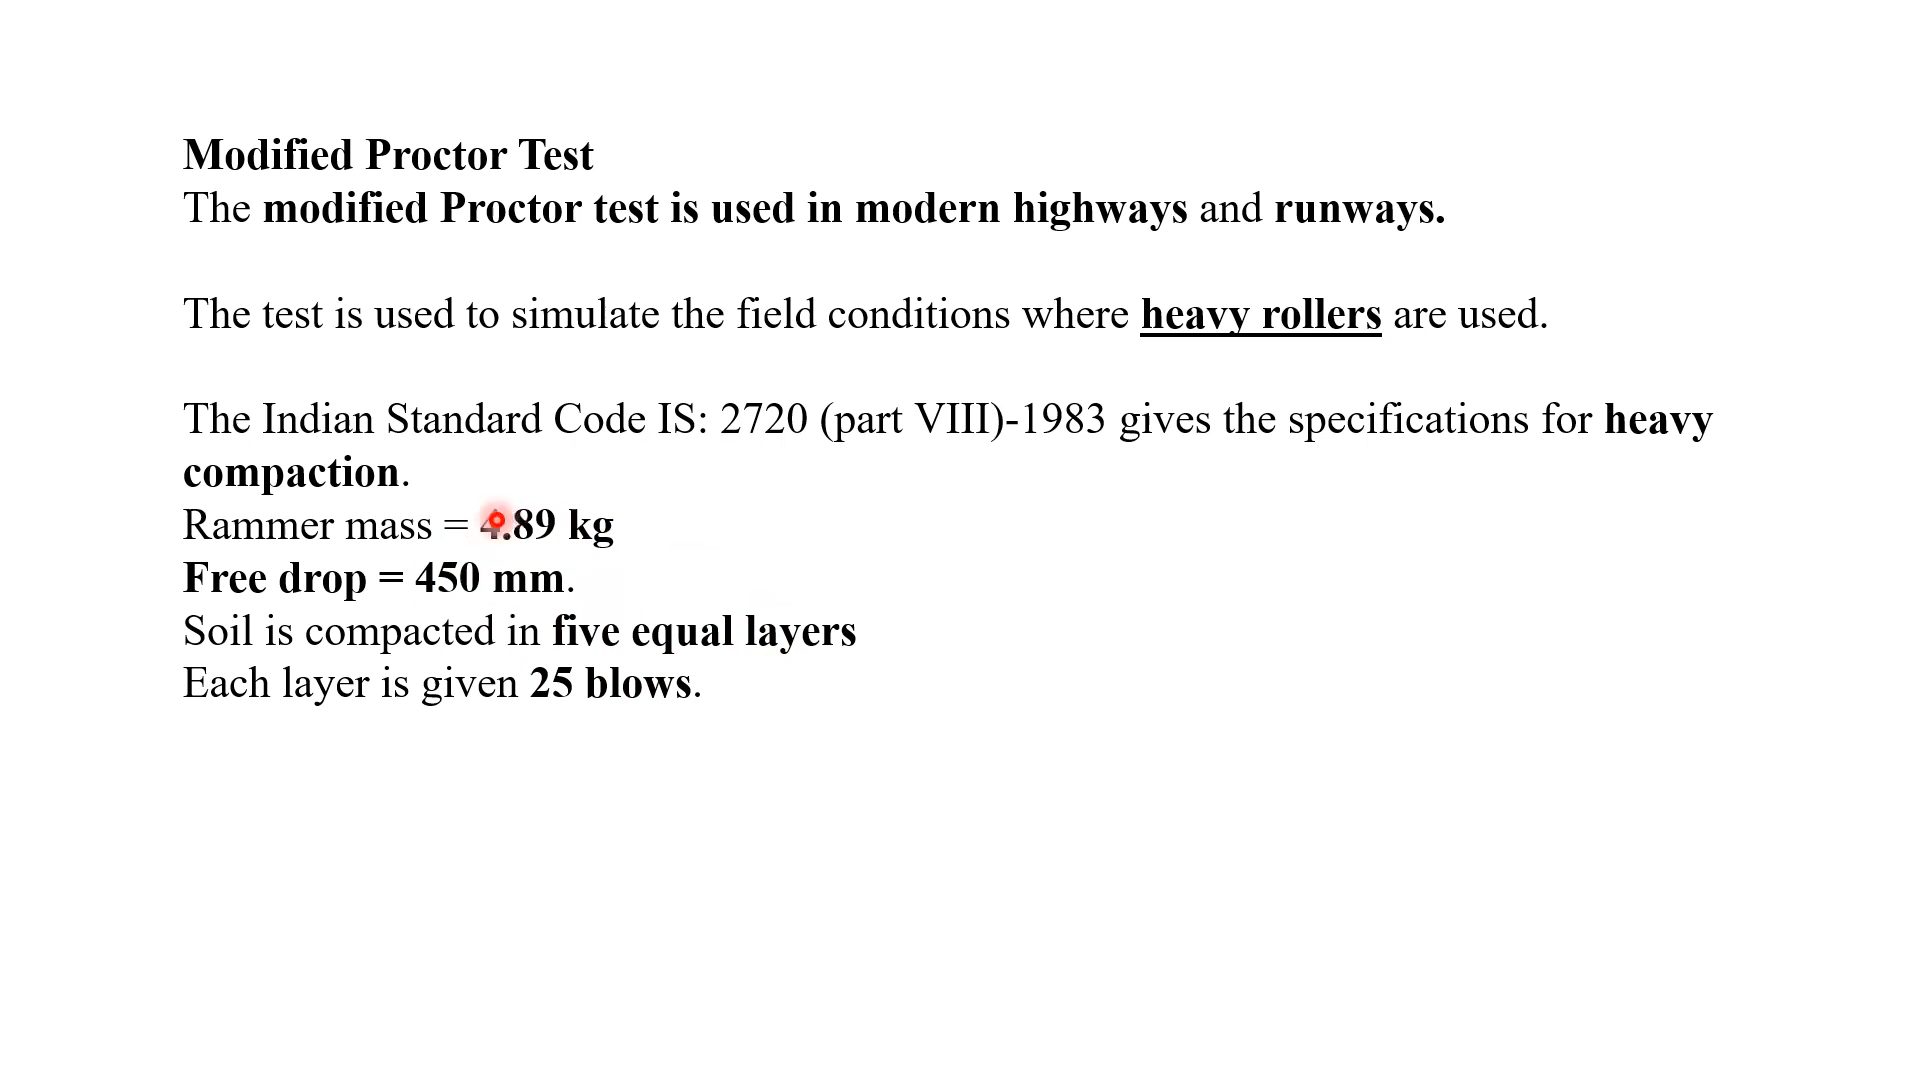 Modified Proctor Test
The modified Proctor test is used in modern highways and runways.
The test is used to simulate the field conditions where heavy rollers are used.
The Indian Standard Code IS: 2720 (part VIII)-1983 gives the specifications for heavy
compaction.
Rammer mass = 4.89 kg
Free drop = 450 mm.
Soil is compacted in five equal layers
Each layer is given 25 blows.